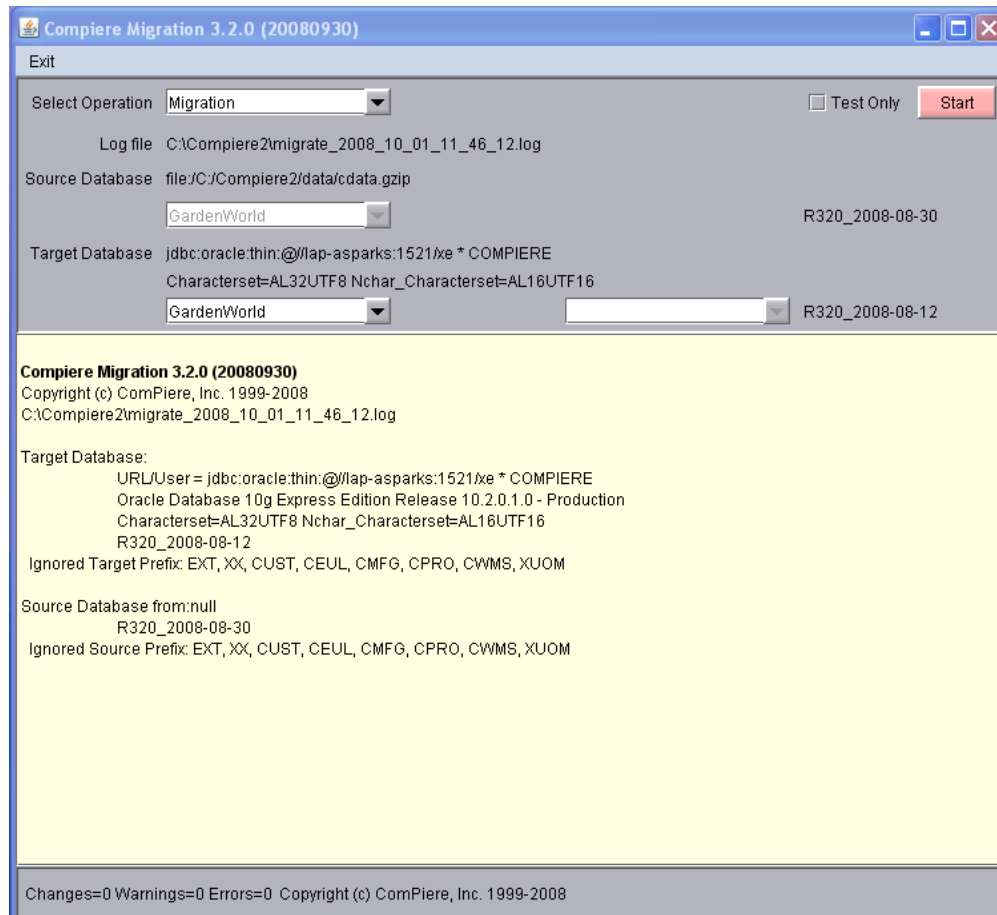 Compiere Migration 3.2.0 (20080930)
Exit
Select Operation Migration Test Only Start
Log file C:\Compiere2\migrate_2008_10_01_11_46_12.log
Source Database file:/C:/Compiere2/data/cdata.gzip
GardenWorld R320_2008-08-30
Target Database jdbc:oracle:thin:@//lap-asparks:1521/xe * COMPIERE
Characterset=AL32UTF8 Nchar_Characterset=AL16UTF16
GardenWorld R320_2008-08-12
Compiere Migration 3.2.0 (20080930)
Copyright (c) ComPiere, Inc. 1999-2008
C:\Compiere2\migrate_2008_10_01_11_46_12.log
Target Database:
URL/User = jdbc:oracle:thin:@//lap-asparks:1521/xe * COMPIERE
Oracle Database 10g Express Edition Release 10.2.0.1.0 - Production
Characterset=AL32UTF8 Nchar_Characterset=AL16UTF16
R320_2008-08-12
Ignored Target Prefix: EXT, XX, CUST, CEUL, CMFG, CPRO, CWMS, XUOM
Source Database from:null
R320_2008-08-30
Ignored Source Prefix: EXT, XX, CUST, CEUL, CMFG, CPRO, CWMS, XUOM
Changes=0 Warnings=0 Errors=0 Copyright (c) ComPiere, Inc. 1999-2008